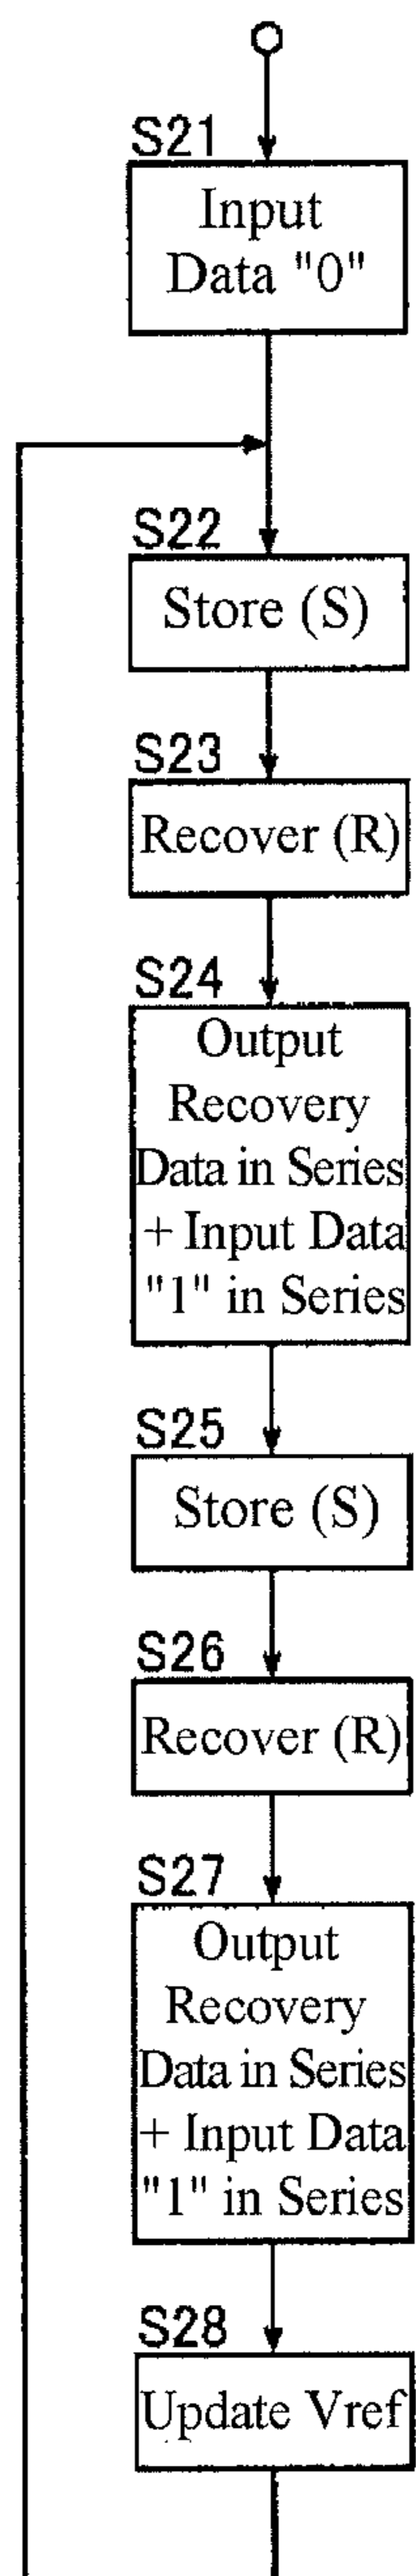 S21
Input
Data "0"
S22
Store (S)
S23
Recover (R)
S24
Output
Recovery
Data in Series
+ Input Data
"1" in Series
S25
Store (S)
S26
Recover (R)
S27
Output
Recovery
Data in Series
+ Input Data
"1" in Series
S28
Update Vref